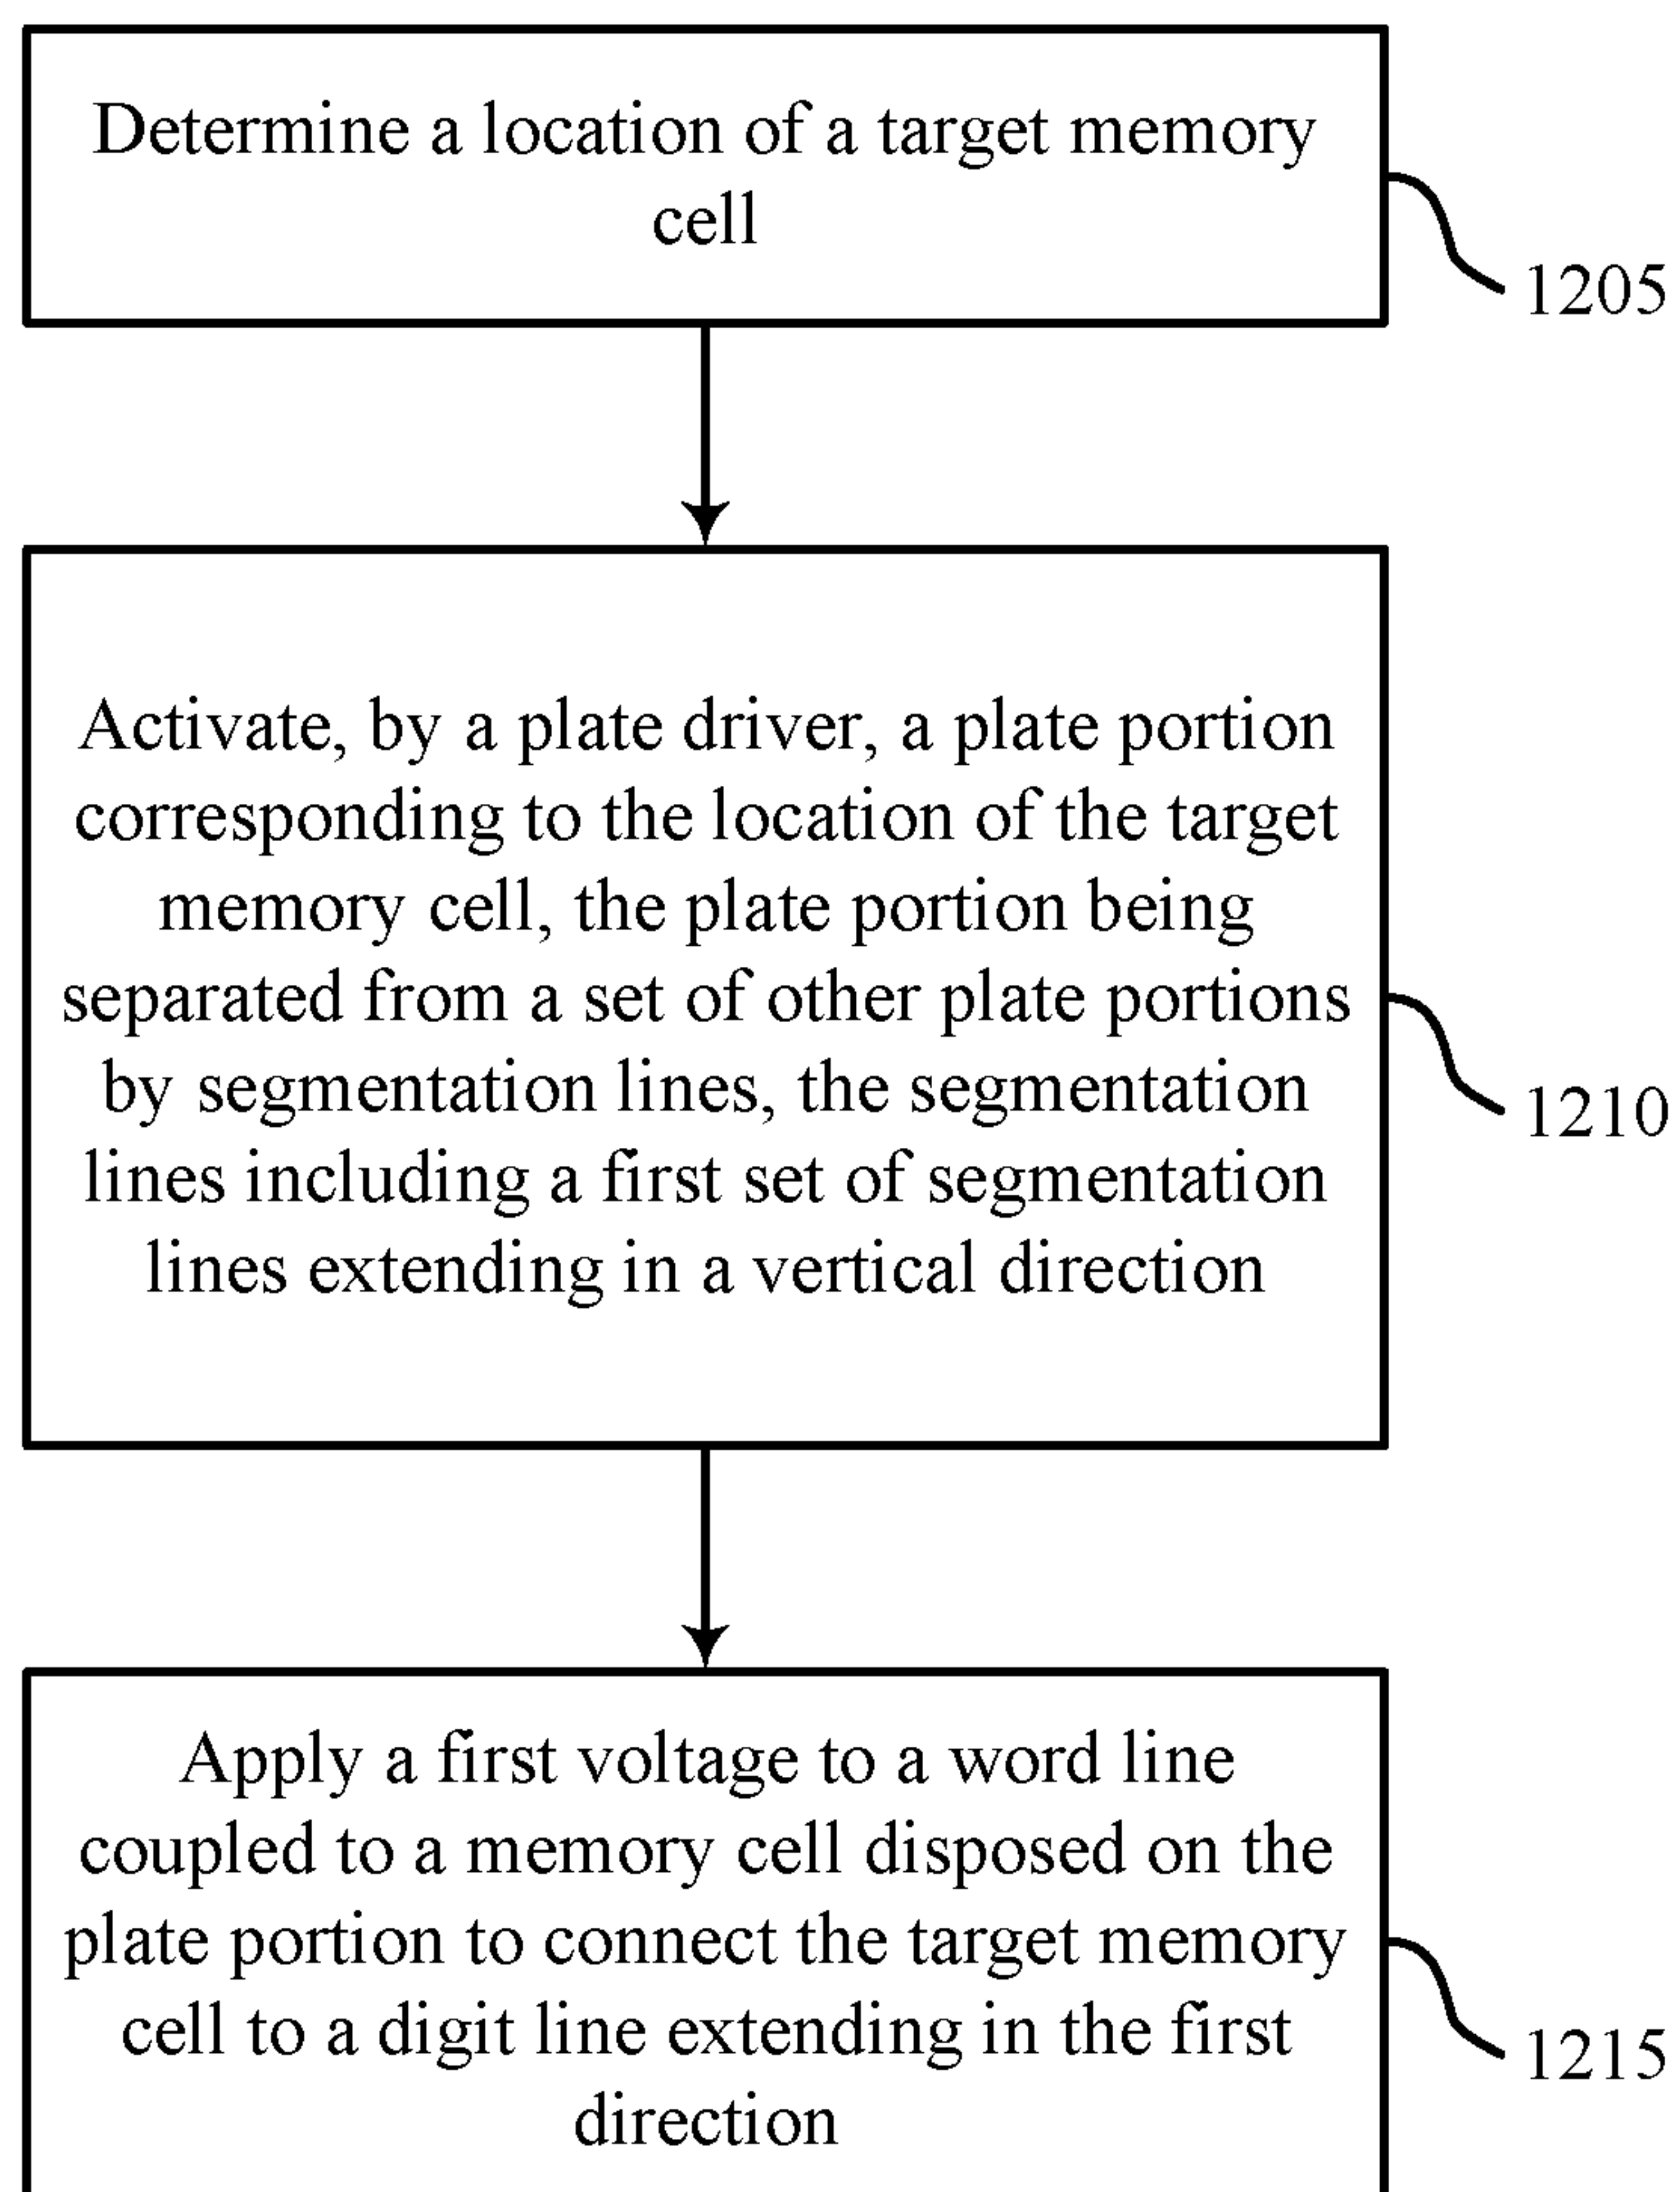 Determine a location of a target memory
cell
1205
Activate, by a plate driver, a plate portion
corresponding to the location of the target
memory cell, the plate portion being
separated from a set of other plate portions
by segmentation lines, the segmentation
lines including a first set of segmentation
lines extending in a vertical direction
1210
Apply a first voltage to a word line
coupled to a memory cell disposed on the
plate portion to connect the target memory
cell to a digit line extending in the first
direction
1215